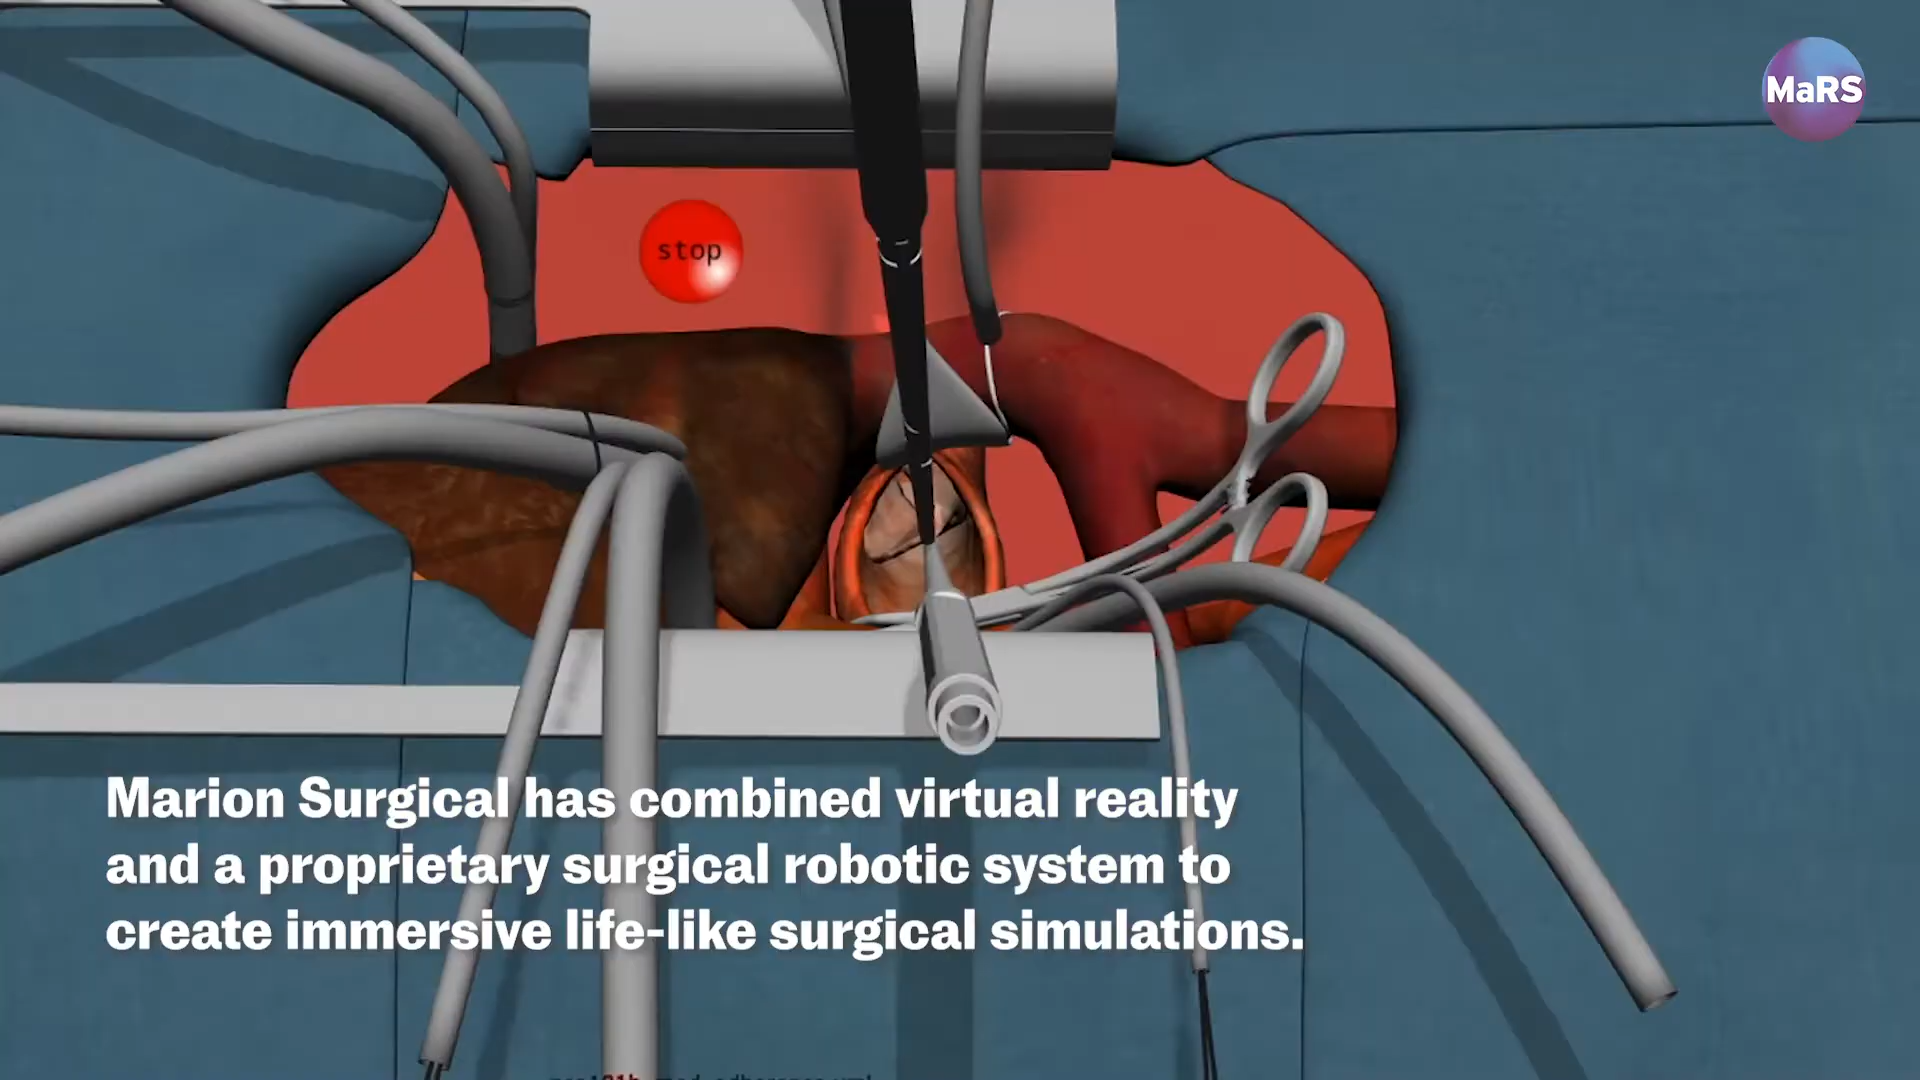 MaRS
stop
Marion Surgical has combined virtual reality
and a proprietary surgical robotic system to
create immersive life-like surgical simulations.